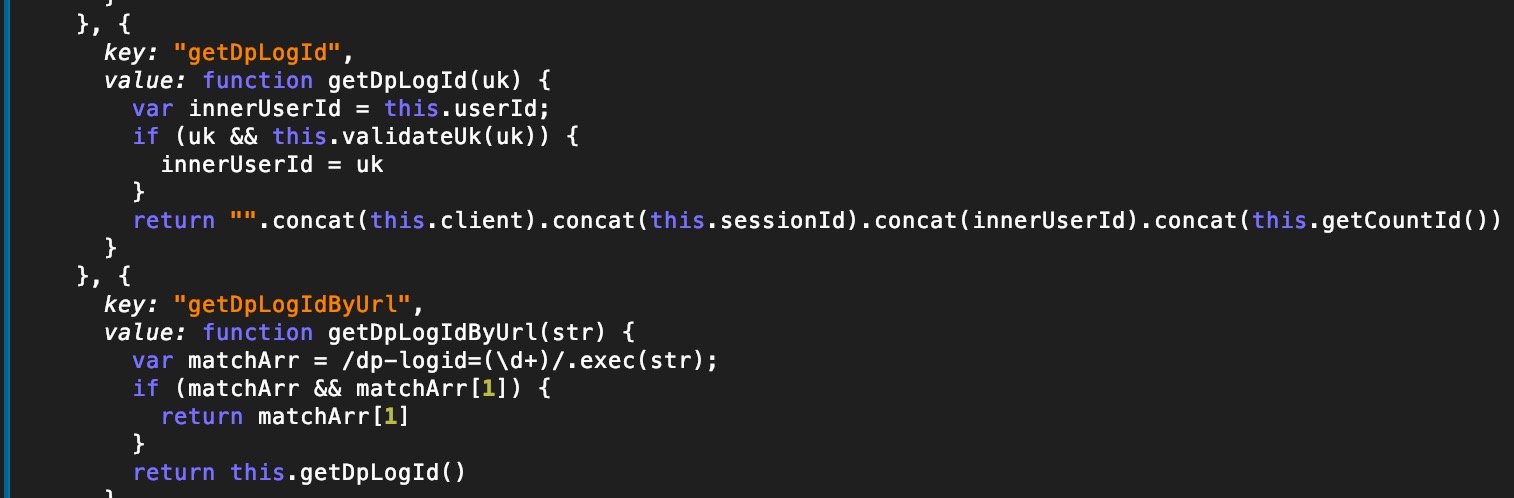 }, {
key: "getDpLogId",
value: function getDpLogId(uk) {
var innerUserId = this.userId;
if (uk && this.validateUk(uk)) {
innerUserId = uk
}
return "".concat(this.client).concat(this.sessionId).concat(innerUserId).concat(this.getCountId())
}
}, {
key: "getDpLogIdByUrl",
value: function getDpLogIdByUrl(str) {
var matchArr = /dp-logid=(\d+)/.exec(str);
if (matchArr && matchArr[1]) {
return matchArr[1]
}
return this.getDpLogId()